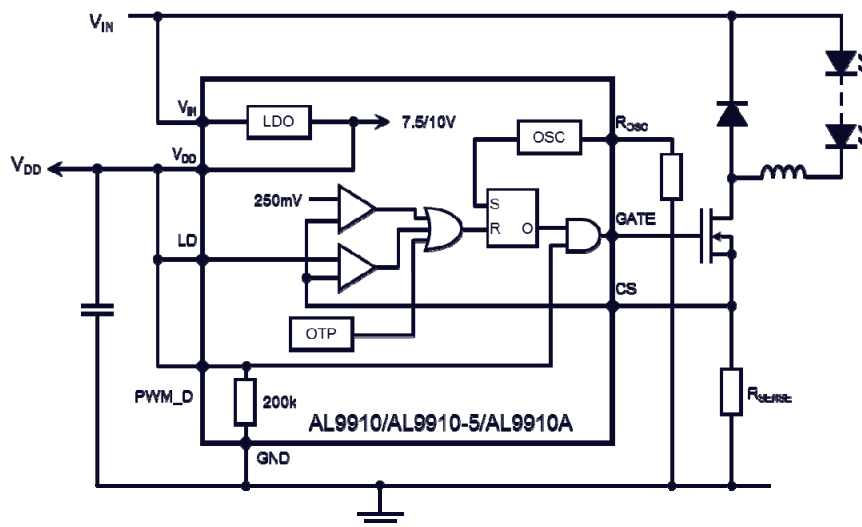 VIN
VIN
LDO
7.5/10V
ROSC
OSC
VDD
VDD
250mV
S
R
O
GATE
LD
CS
OTP
PWM_D
200k
RSENSE
AL9910/AL9910-5/AL9910A
GND